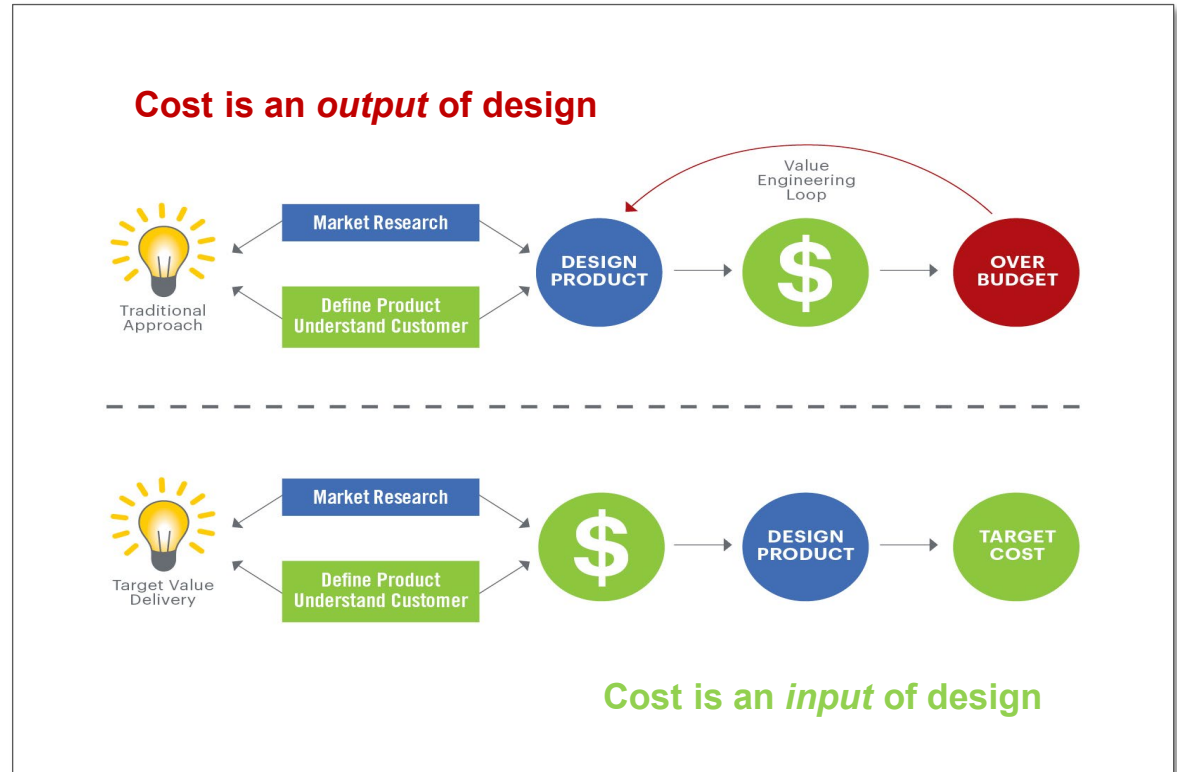 Cost is an output of design
Value
Engineering
Loop
Market Research
DESIGN
PRODUCT
$
OVER
BUDGET
Define Product
Understand Customer
Traditional
Approach
Market Research
$
DESIGN
PRODUCT
TARGET
COST
Define Product
Understand Customer
Target Value
Delivery
Cost is an input of design